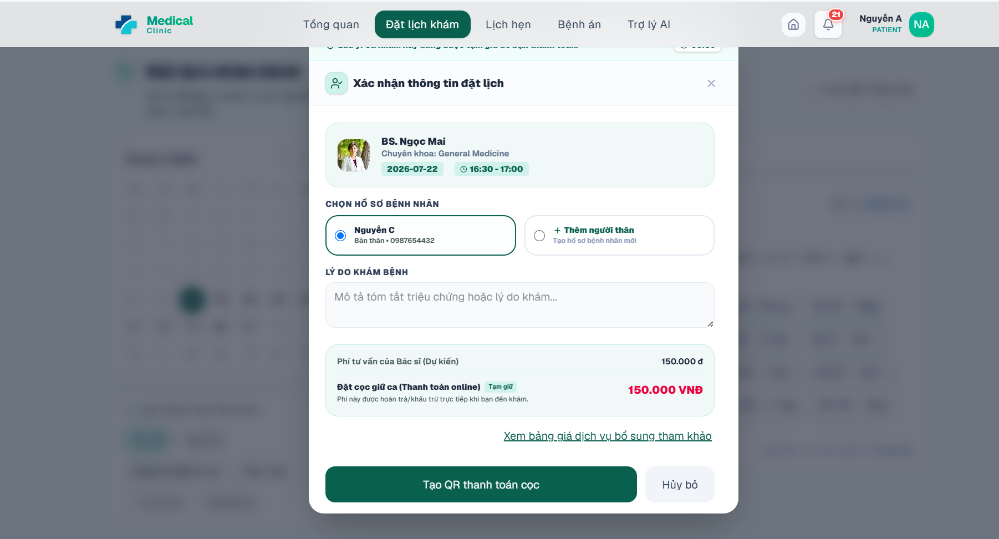 Medical
Clinic
Tổng quan
Đặt lịch khám
Lịch hẹn
Bệnh án
Trợ lý AI
21
Nguyễn A
PATIENT
NA
Xác nhận thông tin đặt lịch
BS. Ngọc Mai
Chuyên khoa: General Medicine
2026-07-22
16:30 - 17:00
CHỌN HỒ SƠ BỆNH NHÂN
Nguyễn C
Bản thân • 0987654432
+ Thêm người thân
Tạo hồ sơ bệnh nhân mới
LÝ DO KHÁM BỆNH
Mô tả tóm tắt triệu chứng hoặc lý do khám...
Phí tư vấn của Bác sĩ (Dự kiến)
150.000 đ
Đặt cọc giữ ca (Thanh toán online)
Tạm giữ
150.000 VNĐ
Phí này được hoàn trả/khấu trừ trực tiếp khi bạn đến khám.
Xem bảng giá dịch vụ bổ sung tham khảo
Tạo QR thanh toán cọc
Hủy bỏ